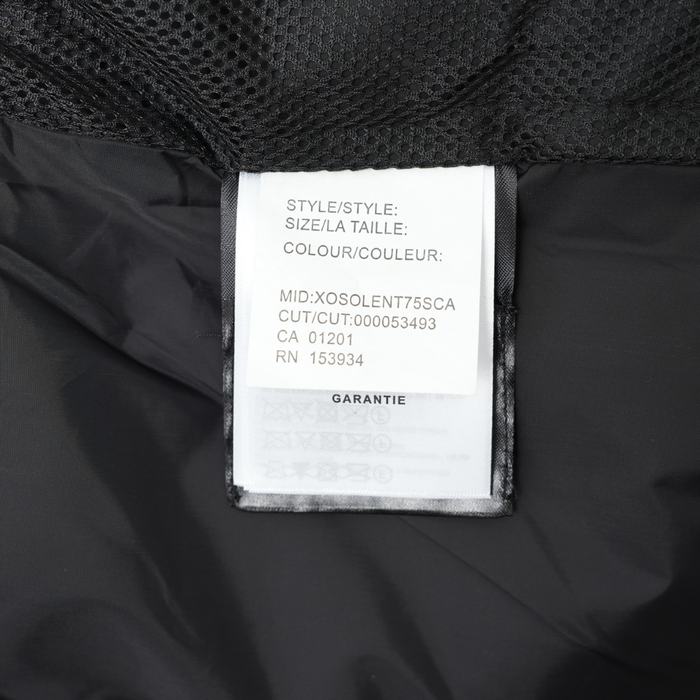 STYLE/STYLE:
SIZE/LA TAILLE:
COLOUR/COULEUR:
MID:XOSOLENT75SCA
CUT/CUT:000053493
CA 01201
RN 153934
GARANTIE